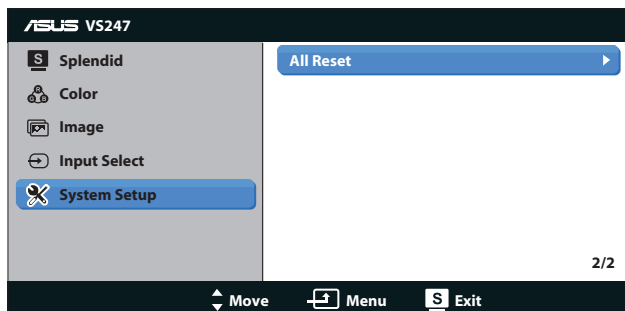 ASUS VS247
S Splendid
Color
Image
Input Select
System Setup
All Reset
2/2
Move Menu S Exit